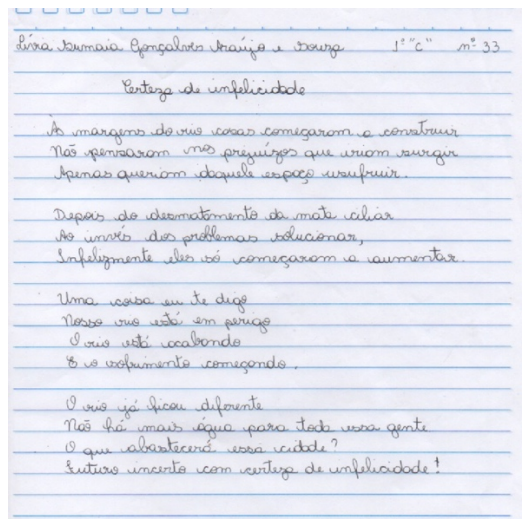 Lívia Sumaia Gonçalves Araújo e Souza 1º "C" nº 33
Certeza de infelicidade
Às margens do rio casas começaram a construir
Não pensaram nos prejuízos que iriam surgir
Apenas queriam daquele espaço usufruir.
Depois do desmatamento da mata ciliar
Ao invés dos problemas solucionar,
Infelizmente eles só começaram a aumentar.
Uma coisa eu te digo
Nosso rio está em perigo
O rio está acabando
E o sofrimento começando.
O rio já ficou diferente
Não há mais água para toda essa gente
O que abastecerá essa cidade?
Futuro incerto com certeza de infelicidade!